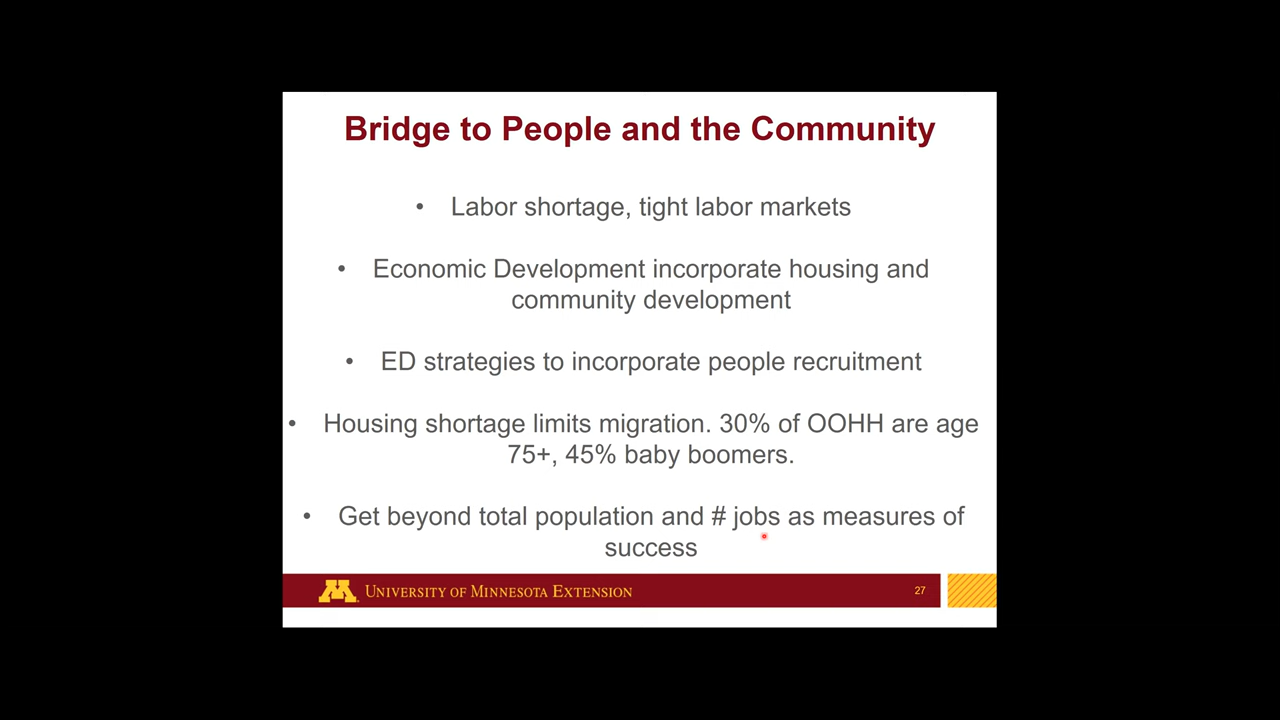 Bridge to People and the Community
• Labor shortage, tight labor markets
• Economic Development incorporate housing and
community development
• ED strategies to incorporate people recruitment
• Housing shortage limits migration. 30% of OOHH are age
75+, 45% baby boomers.
• Get beyond total population and # jobs as measures of
success
M University of Minnesota Extension 27